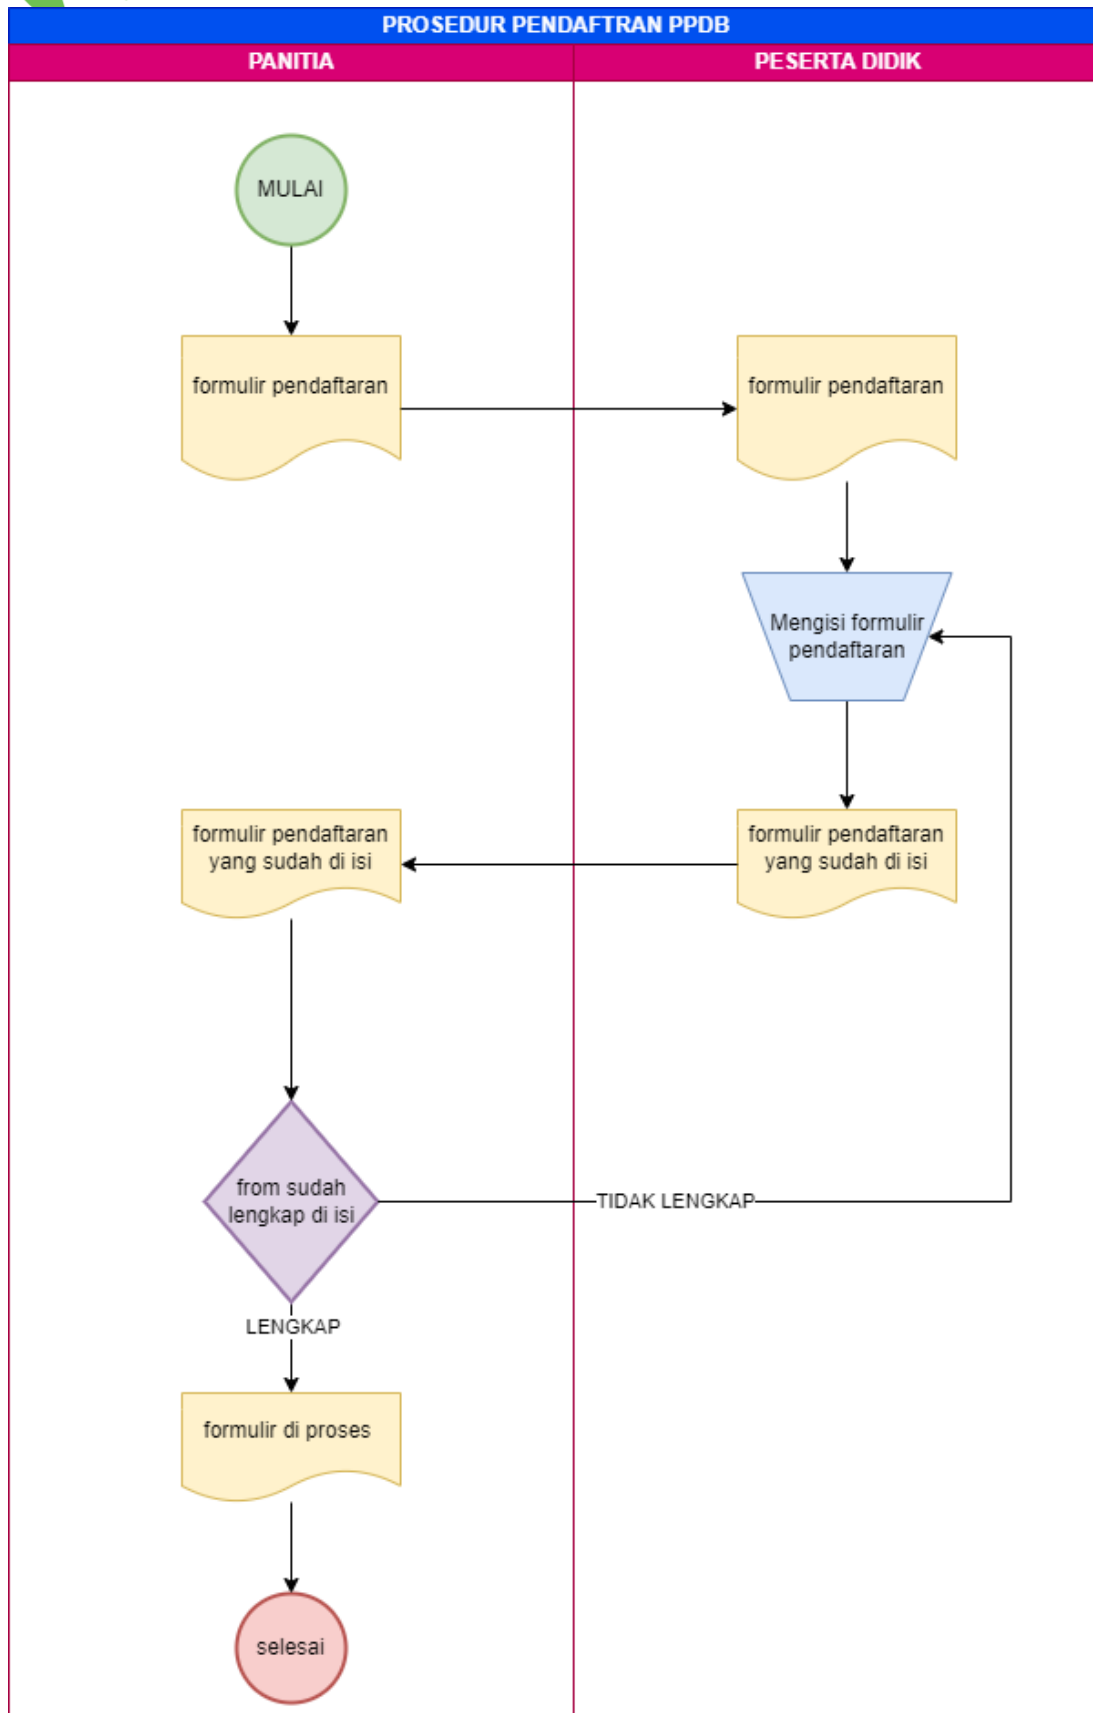 PROSEDUR PENDAFTRAN PPDB
PANITIA
PESERTA DIDIK
MULAI
formulir pendaftaran
formulir pendaftaran
Mengisi formulir
pendaftaran
formulir pendaftaran
yang sudah di isi
formulir pendaftaran
yang sudah di isi
from sudah
lengkap di isi
TIDAK LENGKAP
LENGKAP
formulir di proses
selesai